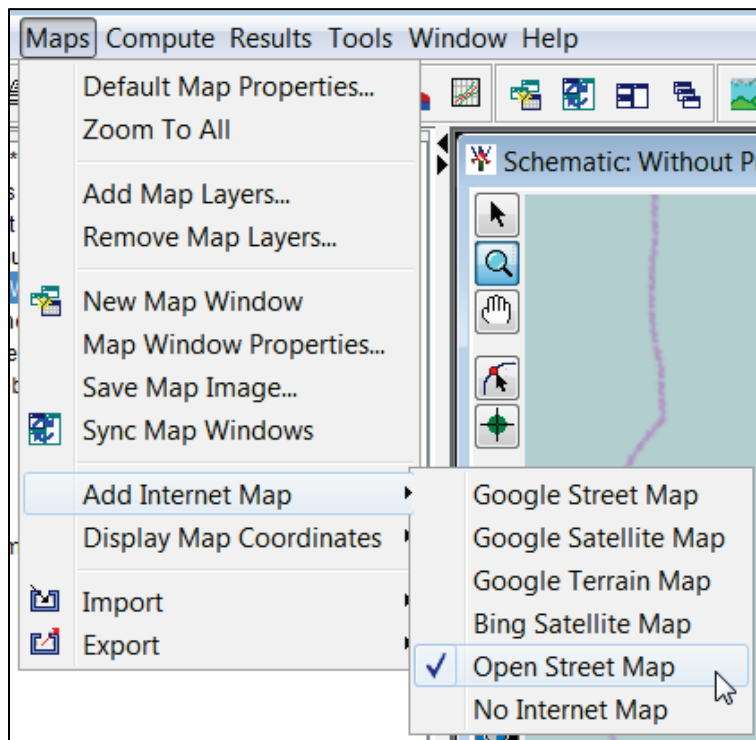 Maps Compute Results Tools Window Help
Default Map Properties...
Zoom To All
Add Map Layers...
Remove Map Layers...
New Map Window
Map Window Properties...
Save Map Image...
Sync Map Windows
Add Internet Map
Display Map Coordinates
Import
Export
Schematic: Without P
Google Street Map
Google Satellite Map
Google Terrain Map
Bing Satellite Map
Open Street Map
No Internet Map